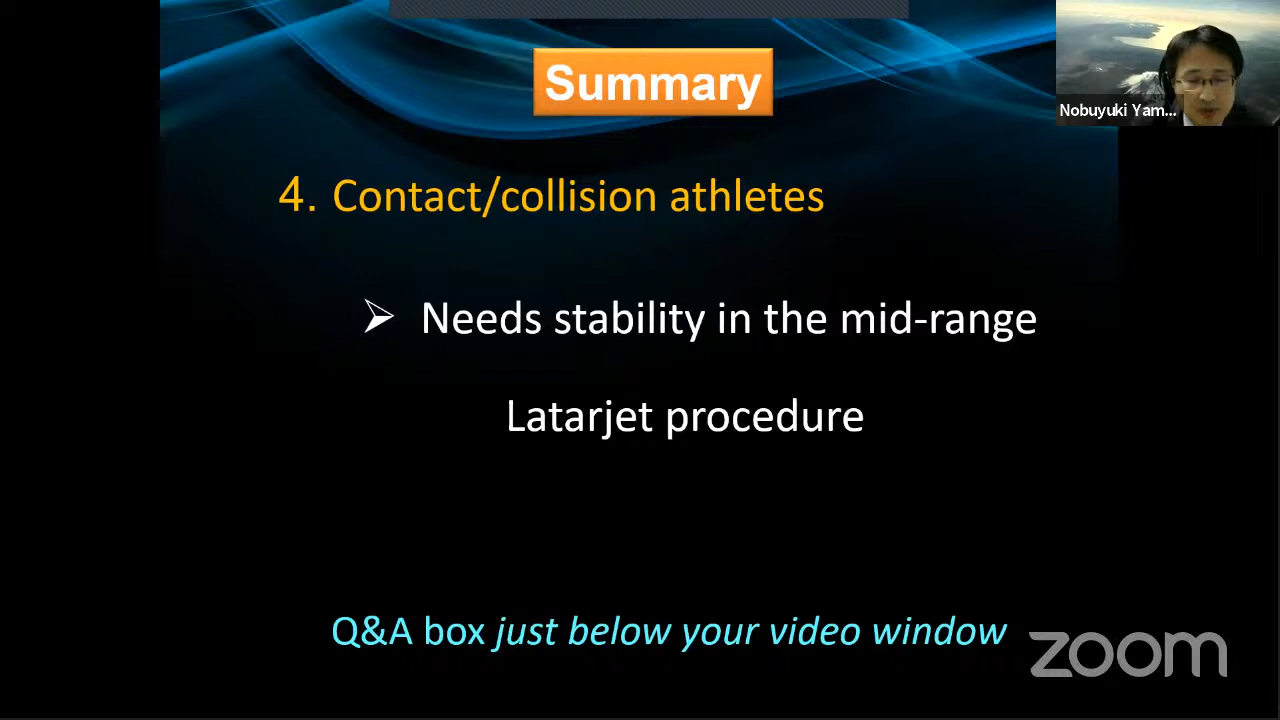 Summary
Nobuyuki Yam...
4. Contact/collision athletes
➢ Needs stability in the mid-range
Latarjet procedure
Q&A box just below your video window
zoom